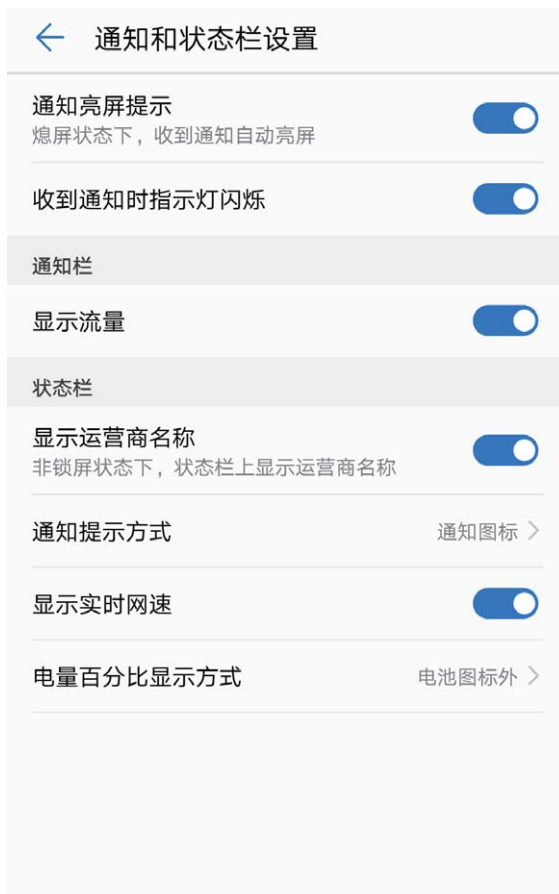 通知和状态栏设置
通知亮屏提示
熄屏状态下，收到通知自动亮屏
收到通知时指示灯闪烁
通知栏
显示流量
状态栏
显示运营商名称
非锁屏状态下，状态栏上显示运营商名称
通知提示方式 通知图标
显示实时网速
电量百分比显示方式 电池图标外